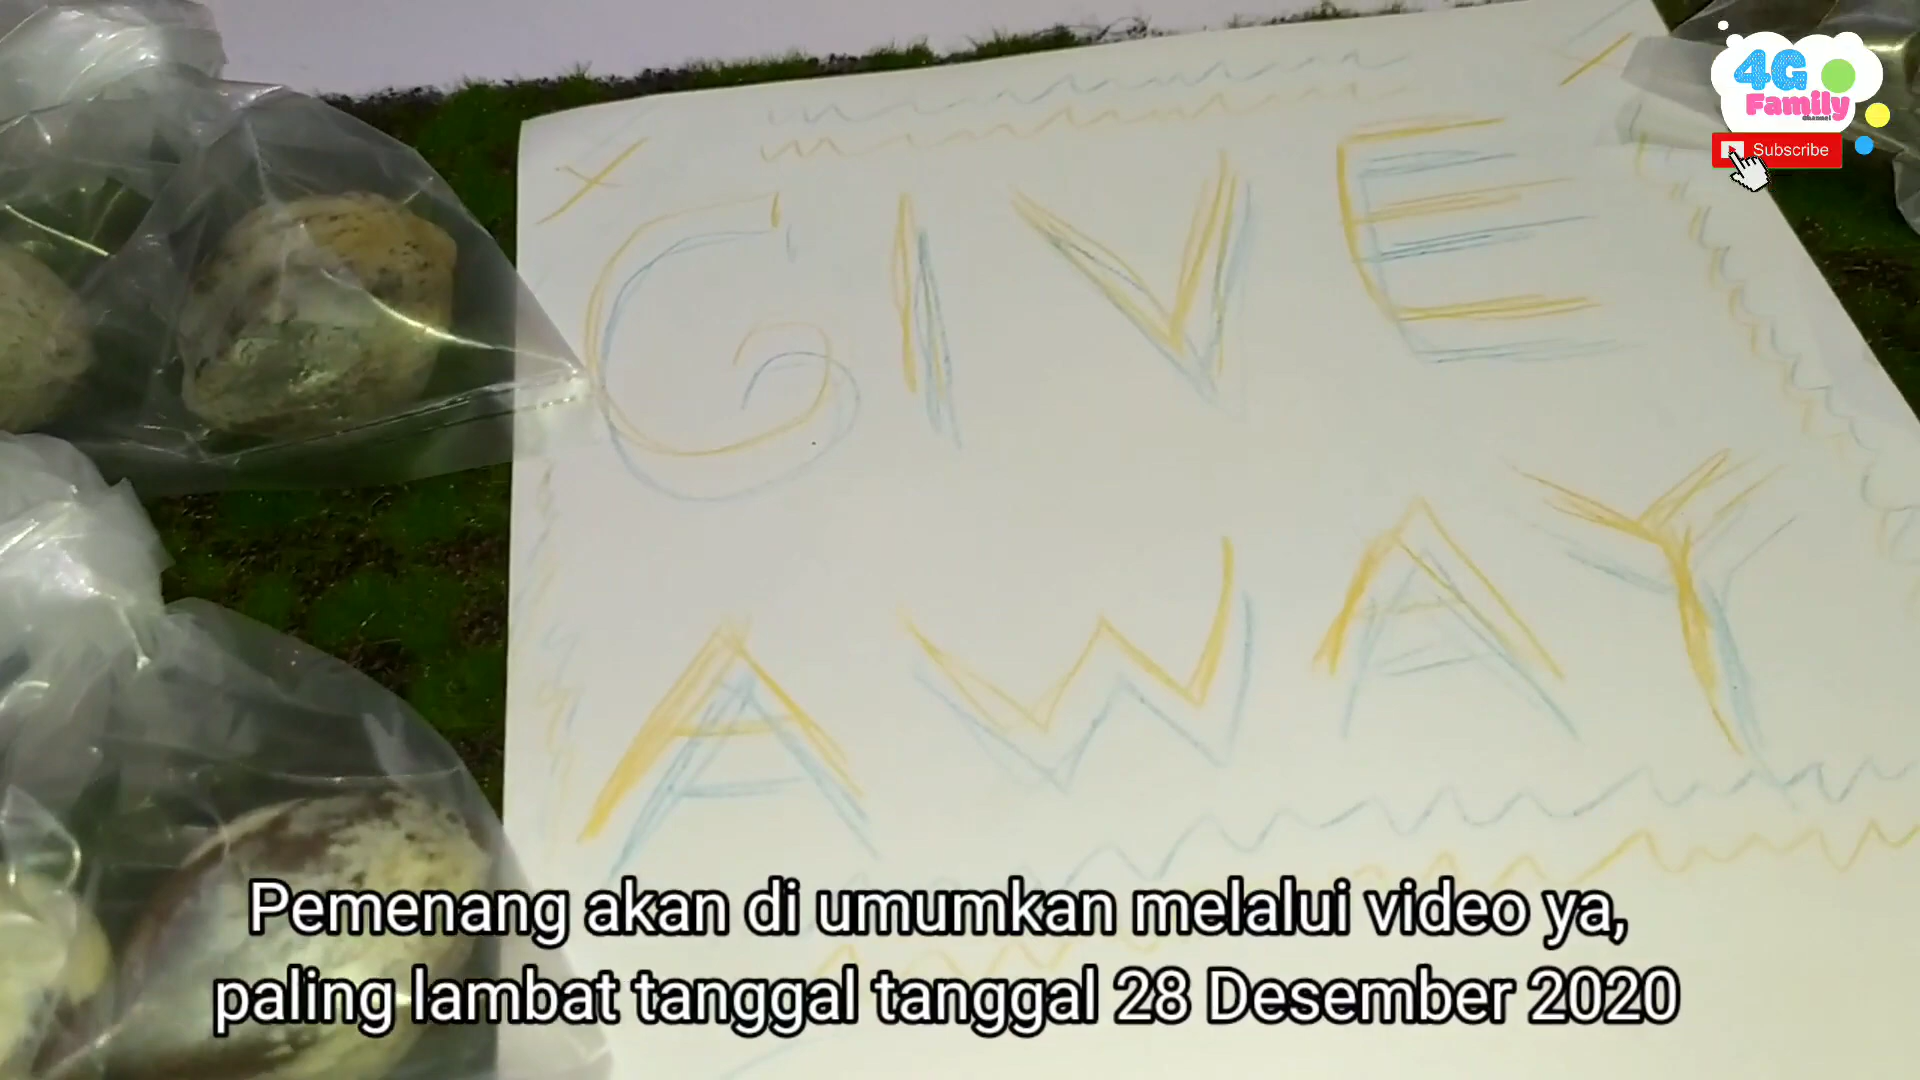 4G
Family
channel
Subscribe
GIVE
AWAY
Pemenang akan di umumkan melalui video ya,
paling lambat tanggal tanggal 28 Desember 2020